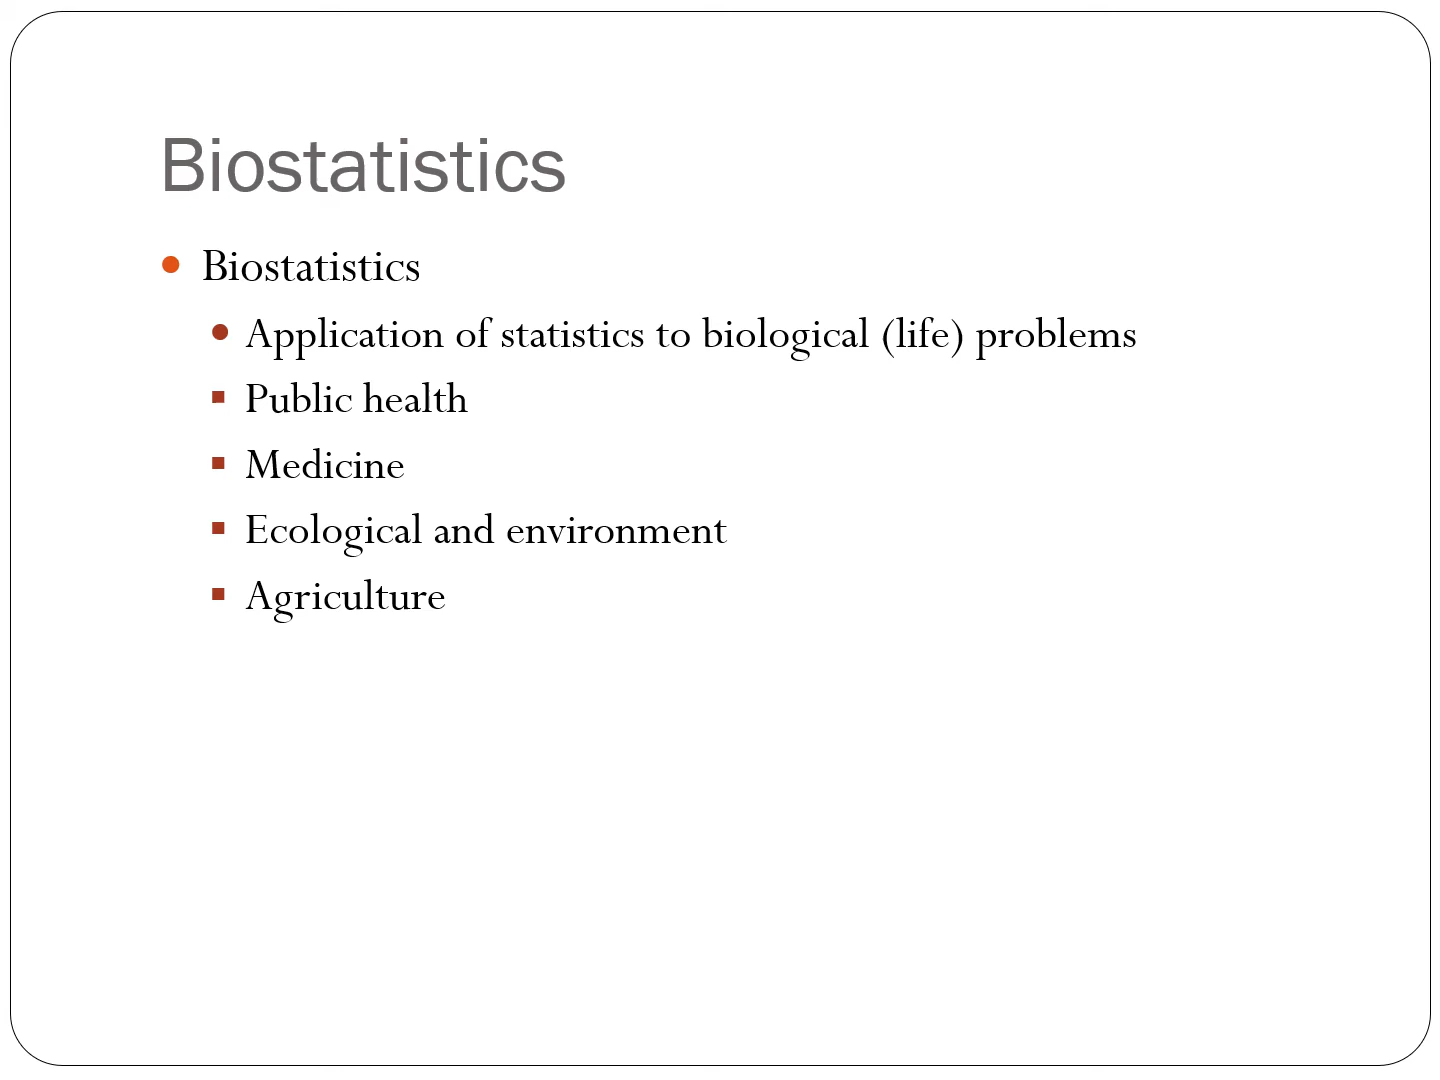 Biostatistics
Biostatistics
Application of statistics to biological (life) problems
Public health
Medicine
Ecological and environment
Agriculture